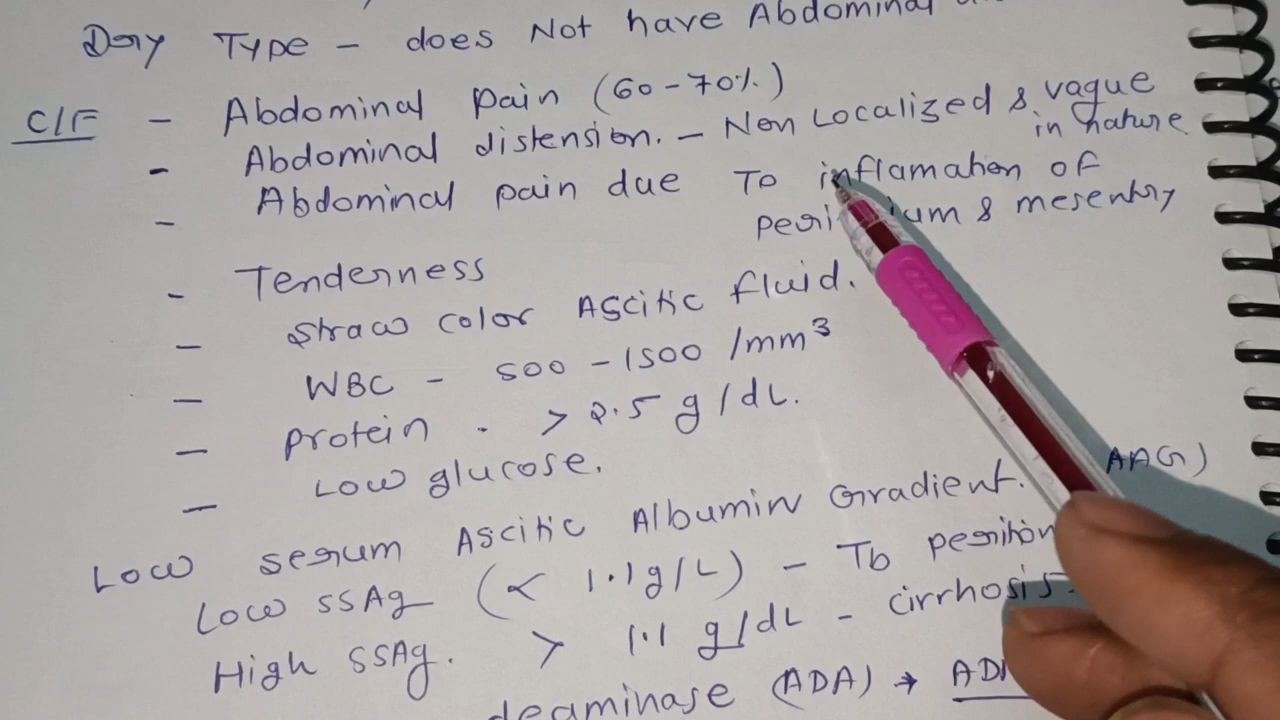 Dry Type - does Not have Abdominal
C/F - Abdominal Pain (60-70%)
- Abdominal distension. - Non Localized & vague in nature.
- Abdominal pain due To inflamation of
mesentry
- Tenderness
- Straw color Ascitic fluid.
- WBC - 500 - 1500 /mm³
- protein . > 2.5 g/dL.
- Low glucose.
Low serum Ascitic Albumin Gradient. AAG)
Low SSAg (< 1.1g/L) - Tb
High SSAg. > 1.1 g/dL - cirrhosis
deaminase (ADA) →